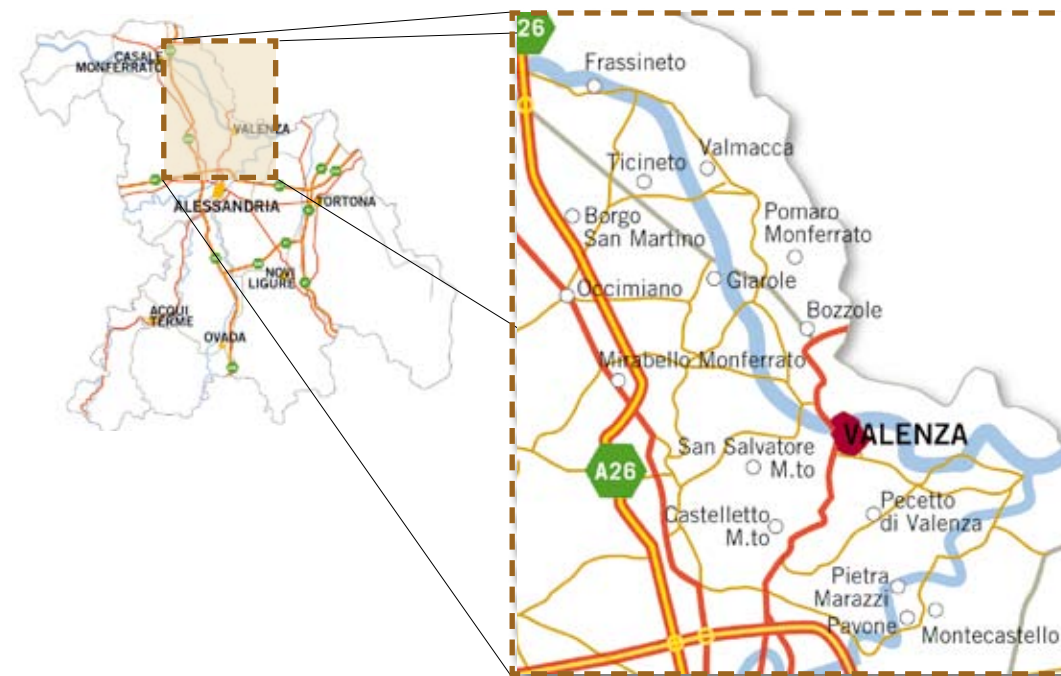 CASALE
MONFERRATO
VALENZA
ALESSANDRIA
TORTONA
NOVI
LIGURE
ACQUI
TERME
OVADA
26
Frassineto
Ticineto
Valmacca
Borgo
San Martino
Pomaro
Monferrato
Giarole
Occimiano
Bozzole
Mirabello Monferrato
VALENZA
San Salvatore
M.to
A26
Castelletto
M.to
Pecetto
di Valenza
Pietra
Marazzi
Pavone
Montecastello